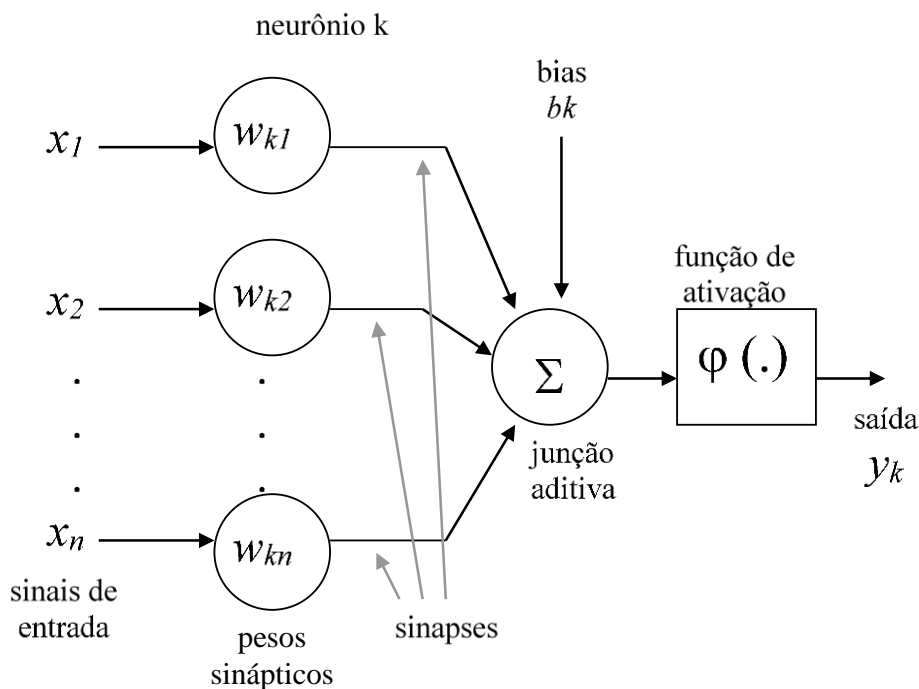 neurônio k
bias
bk
x1
wk1
função de
ativação
x2
wk2
Σ
φ (.)
saída
yk
junção
aditiva
xn
wkn
sinais de
entrada
pesos
sinápticos
sinapses